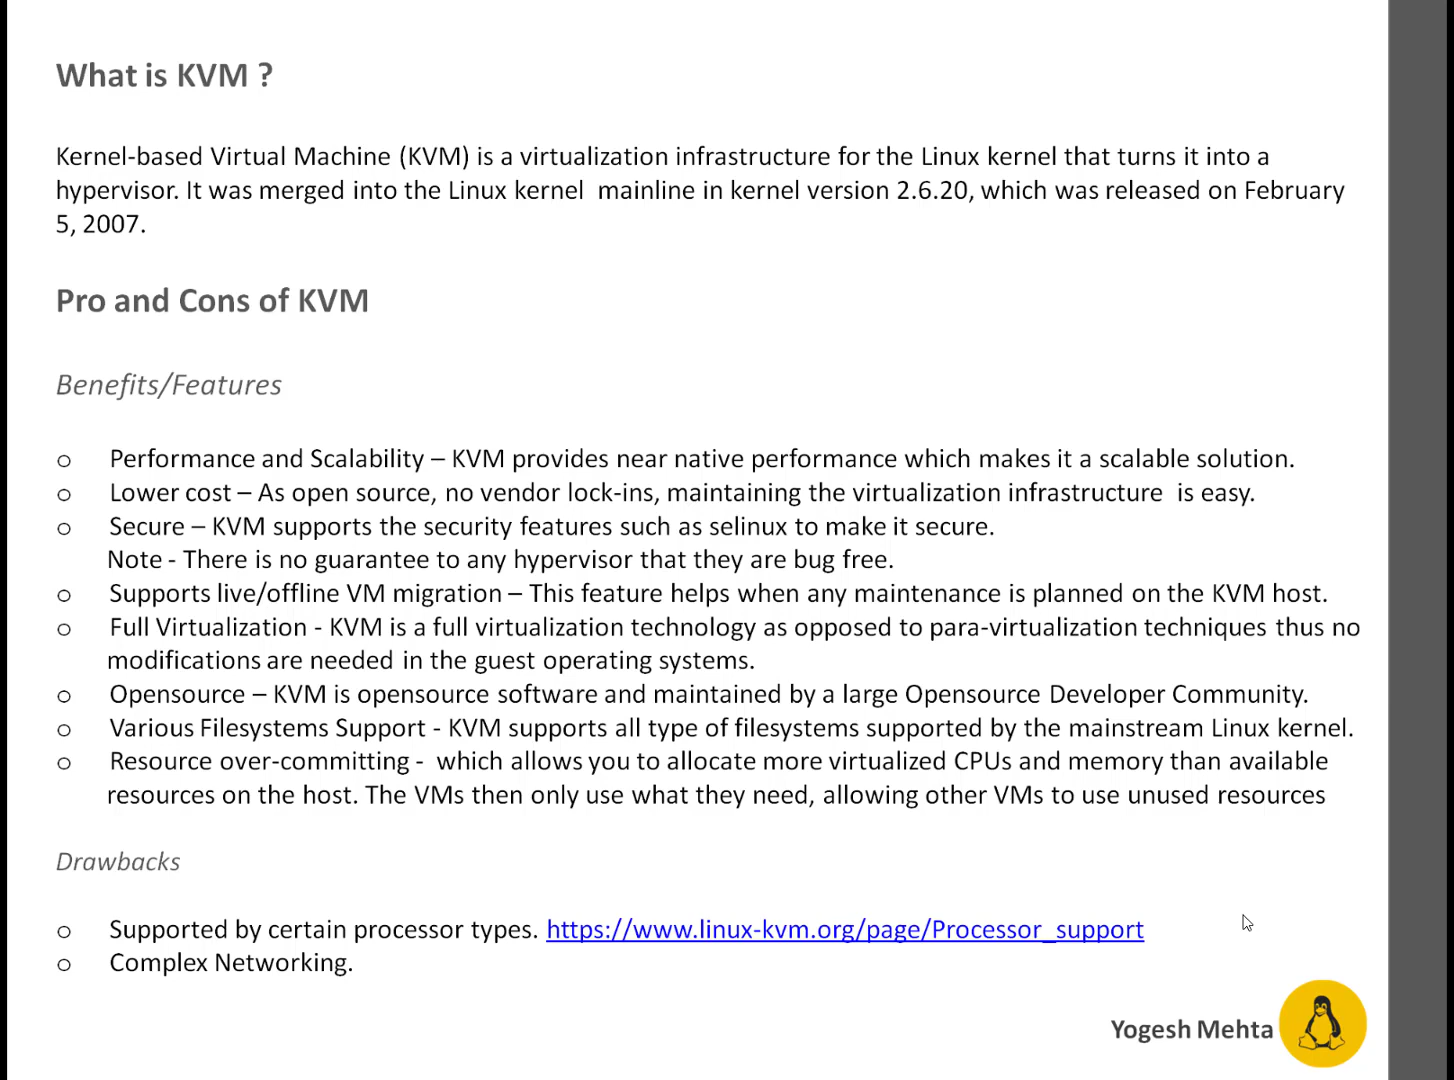 What is KVM ?
Kernel-based Virtual Machine (KVM) is a virtualization infrastructure for the Linux kernel that turns it into a
hypervisor. It was merged into the Linux kernel  mainline in kernel version 2.6.20, which was released on February
5, 2007.
Pro and Cons of KVM
Benefits/Features
o Performance and Scalability – KVM provides near native performance which makes it a scalable solution.
o Lower cost – As open source, no vendor lock-ins, maintaining the virtualization infrastructure  is easy.
o Secure – KVM supports the security features such as selinux to make it secure.
Note - There is no guarantee to any hypervisor that they are bug free.
o Supports live/offline VM migration – This feature helps when any maintenance is planned on the KVM host.
o Full Virtualization - KVM is a full virtualization technology as opposed to para-virtualization techniques thus no
modifications are needed in the guest operating systems.
o Opensource – KVM is opensource software and maintained by a large Opensource Developer Community.
o Various Filesystems Support - KVM supports all type of filesystems supported by the mainstream Linux kernel.
o Resource over-committing -  which allows you to allocate more virtualized CPUs and memory than available
resources on the host. The VMs then only use what they need, allowing other VMs to use unused resources
Drawbacks
o Supported by certain processor types. https://www.linux-kvm.org/page/Processor_support
o Complex Networking.
Yogesh Mehta